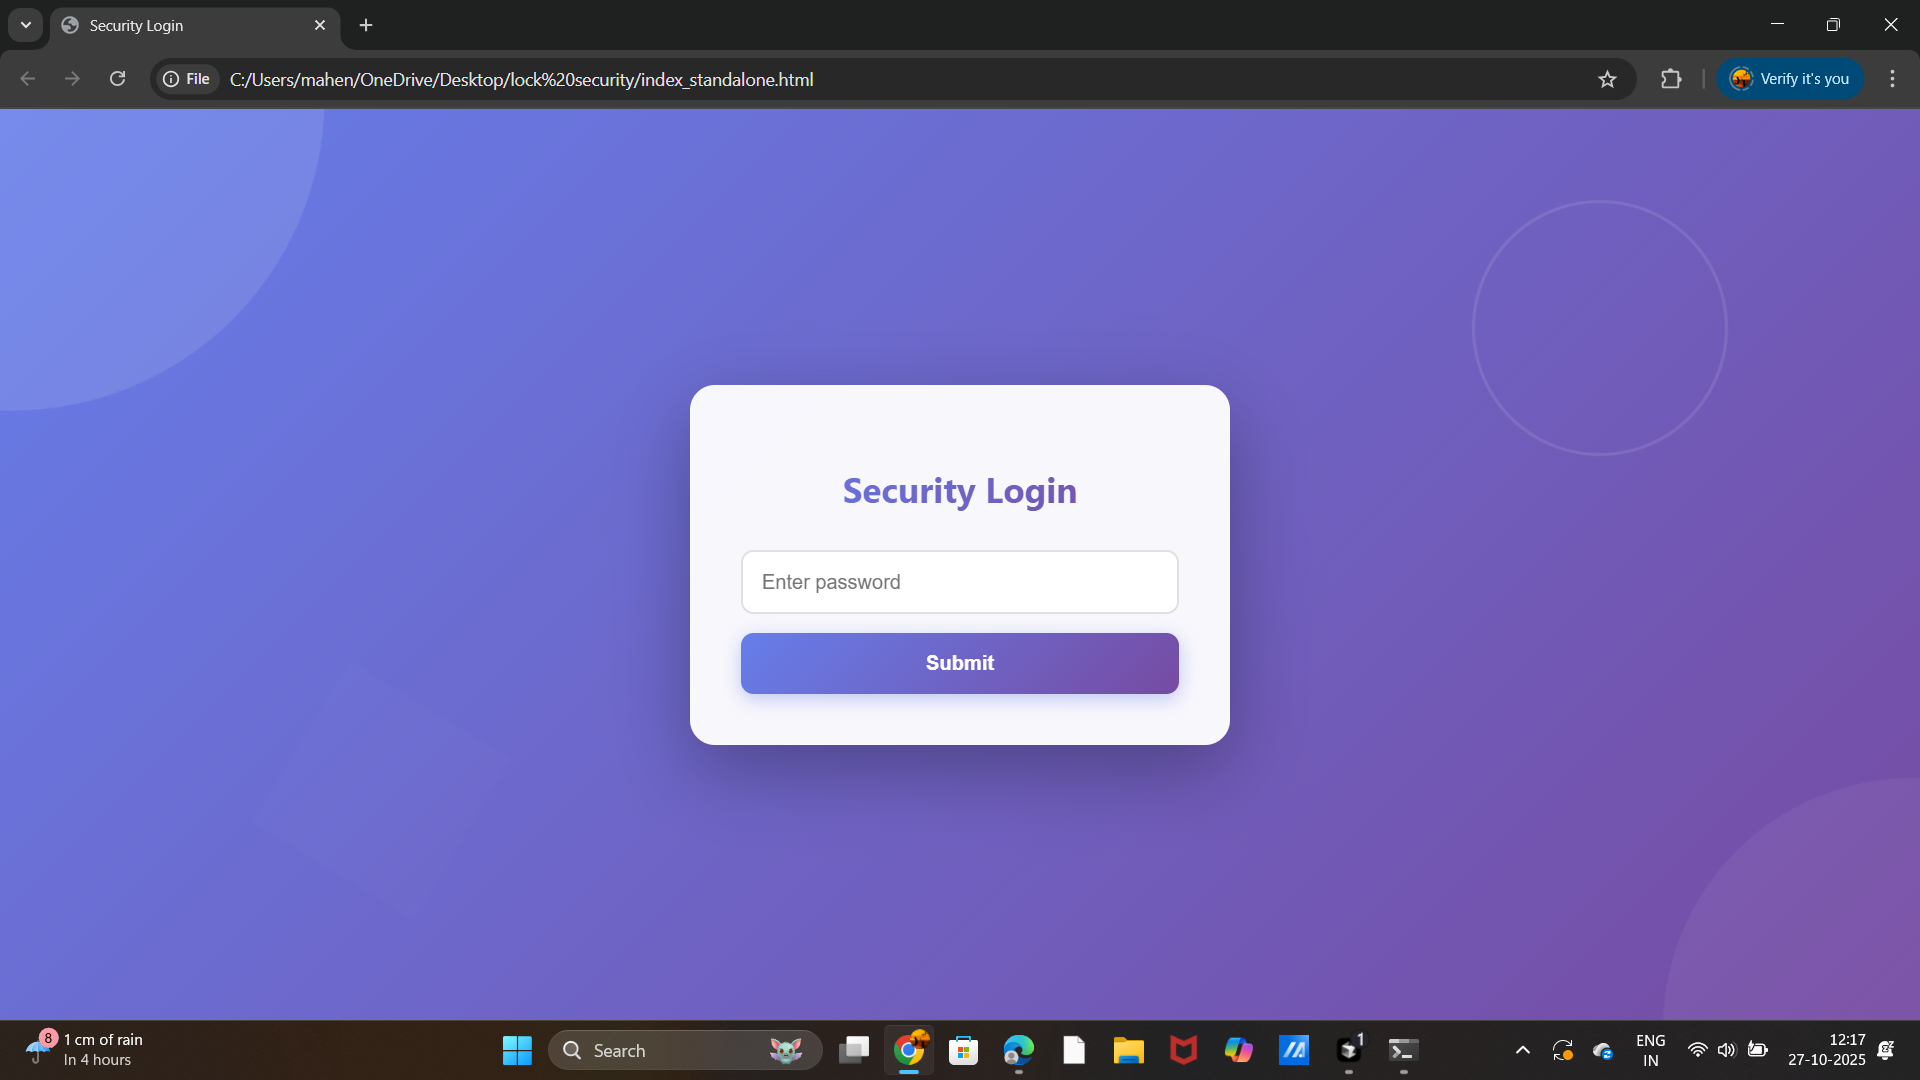 Security Login
File
C:/Users/mahen/OneDrive/Desktop/lock%20security/index_standalone.html
Verify it's you
Security Login
Enter password
Submit
8
1 cm of rain
In 4 hours
Search
1
ENG
IN
12:17
27-10-2025